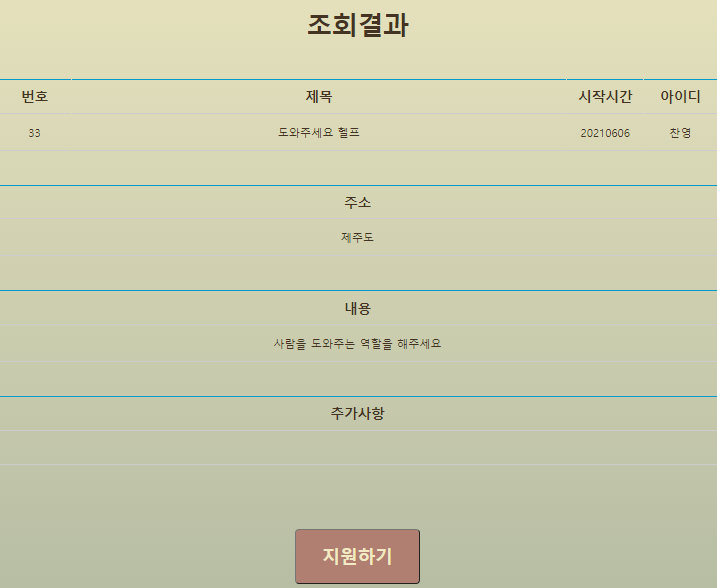 조회결과
번호 제목 시작시간 아이디
33 도와주세요 헬프 20210606 찬영
주소
제주도
내용
사람을 도와주는 역할을 해주세요
추가사항
지원하기